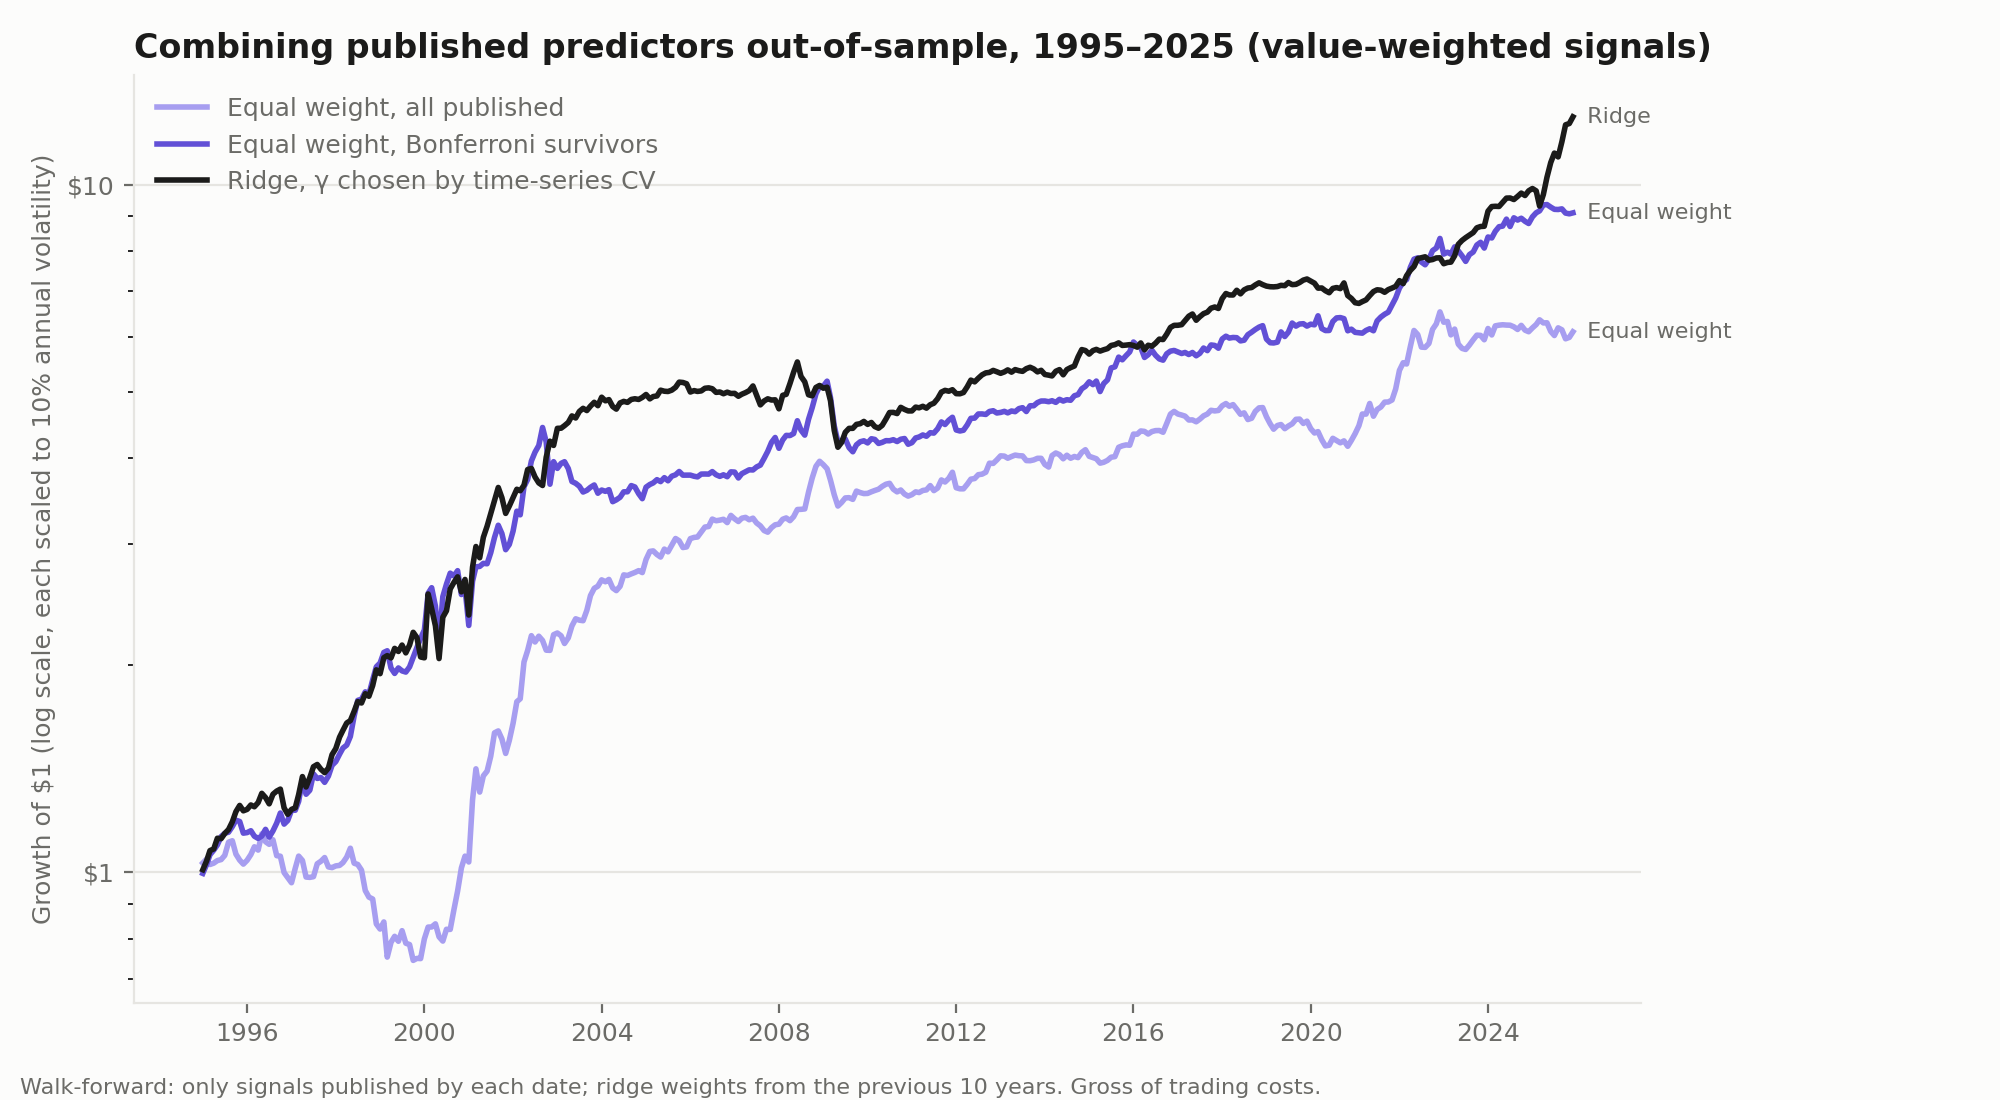 Combining published predictors out-of-sample, 1995–2025 (value-weighted signals)
Equal weight, all published
Equal weight, Bonferroni survivors
Ridge, γ chosen by time-series CV
Growth of $1 (log scale, each scaled to 10% annual volatility)
$10
$1
Ridge
Equal weight
Equal weight
1996
2000
2004
2008
2012
2016
2020
2024
Walk-forward: only signals published by each date; ridge weights from the previous 10 years. Gross of trading costs.